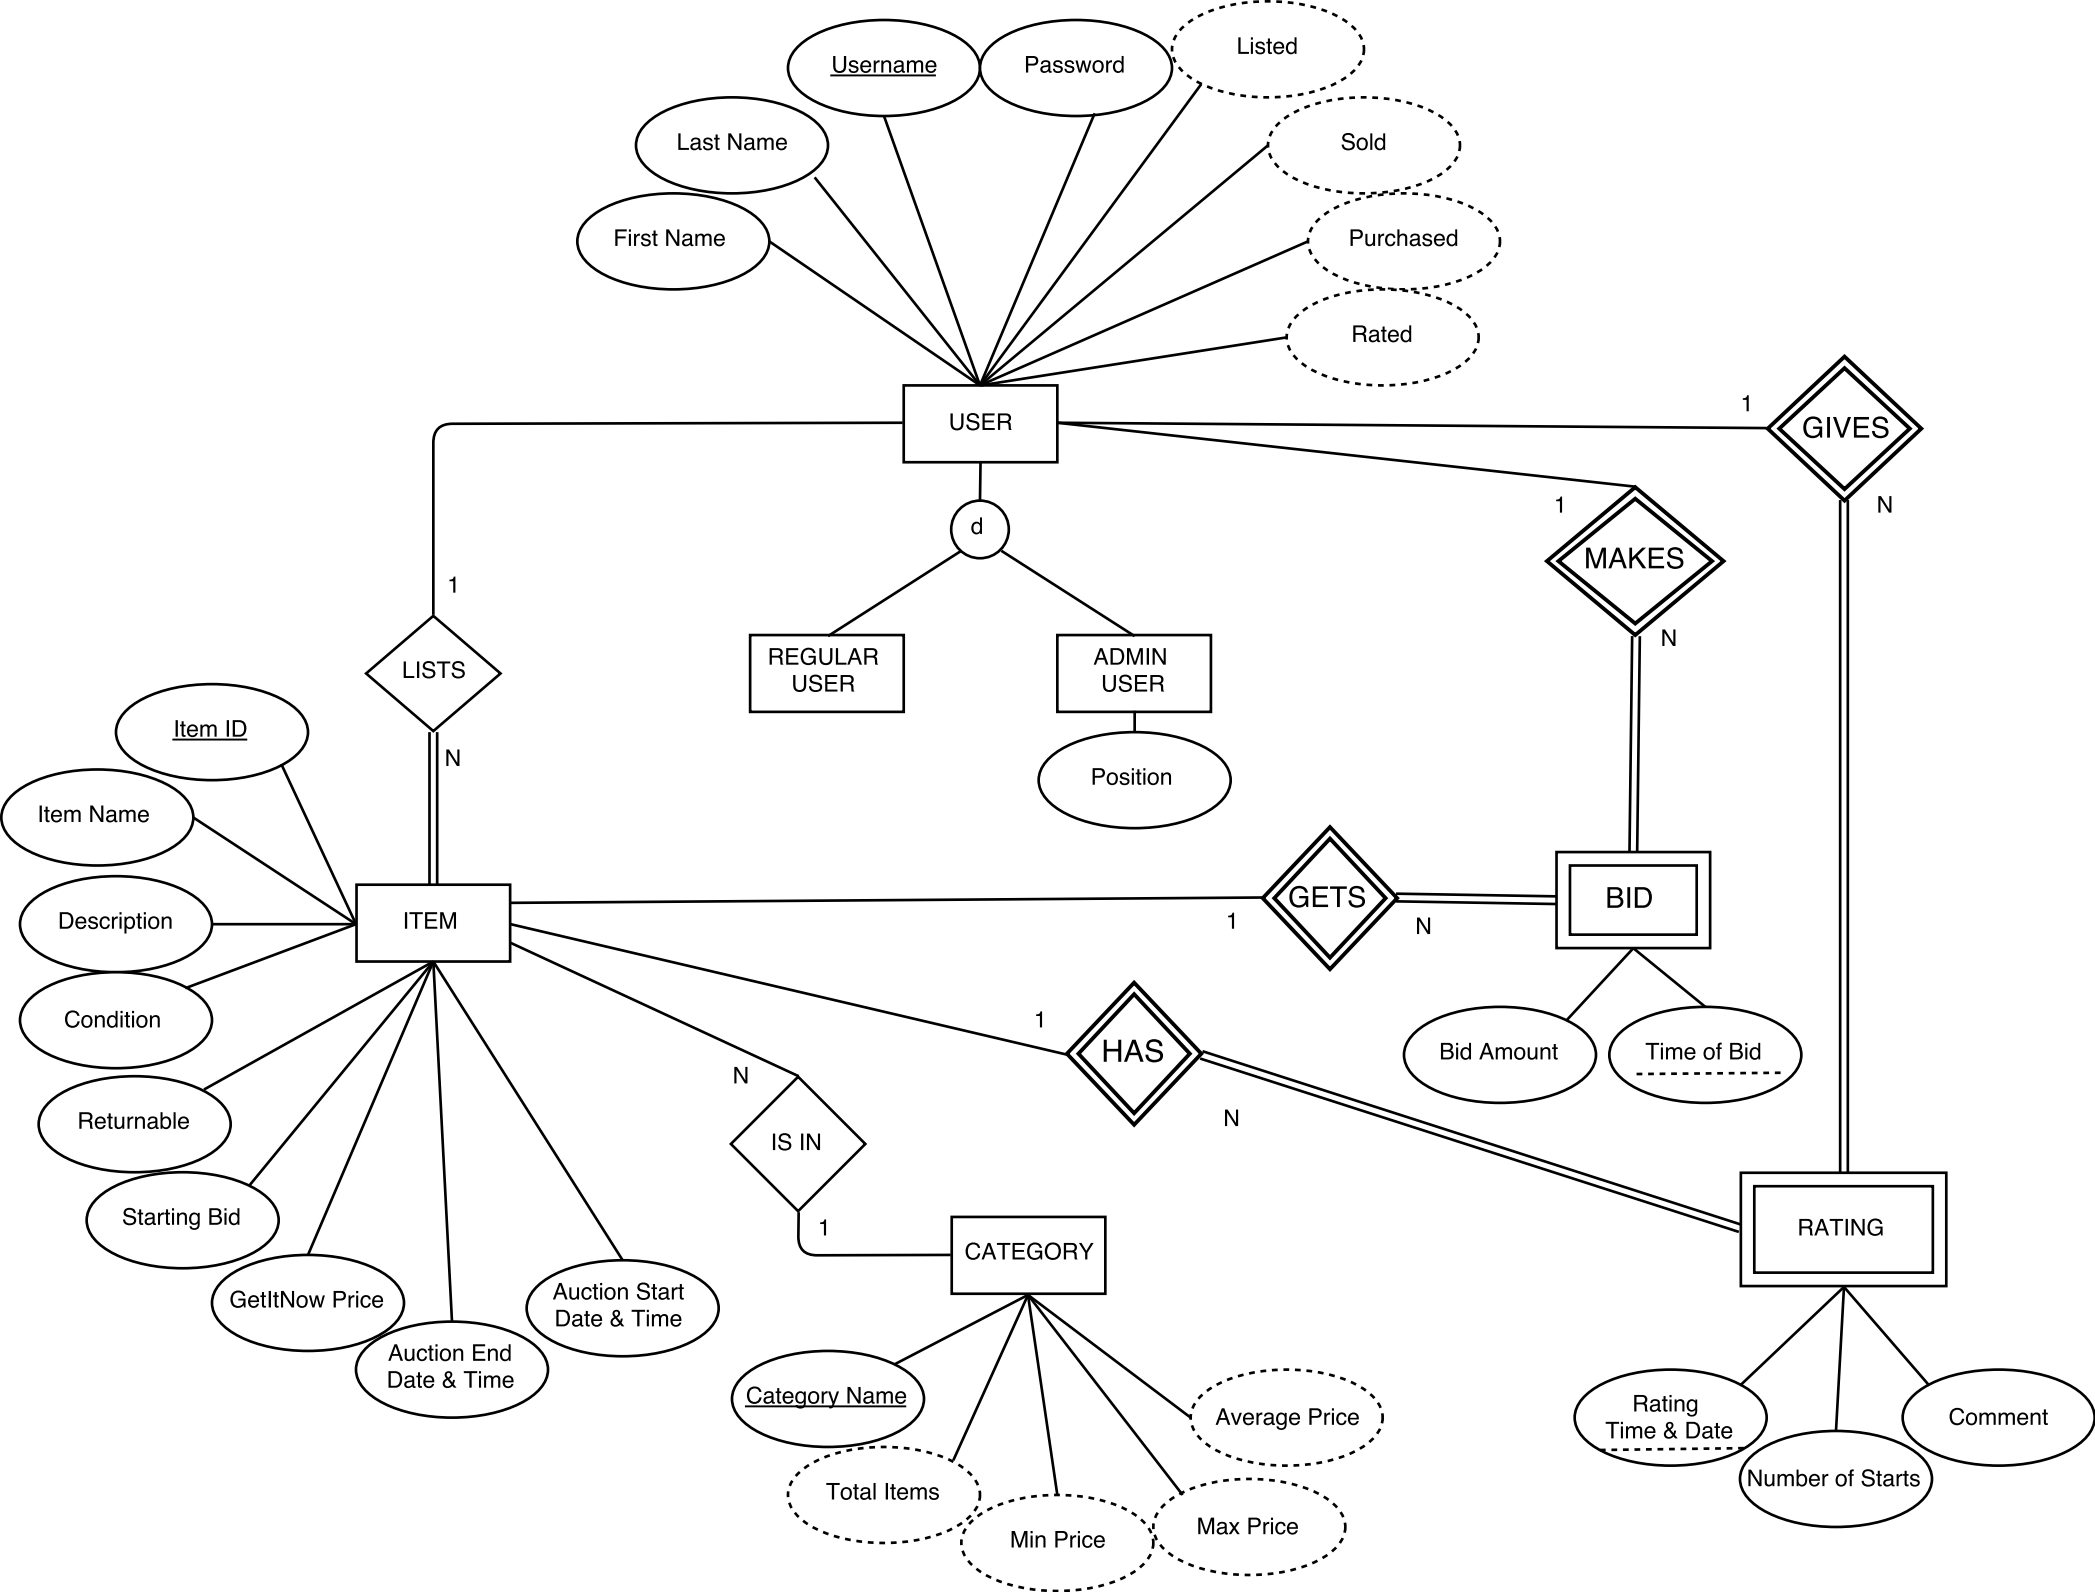 Listed
Username
Password
Sold
Last Name
First Name
Purchased
Rated
1
USER
GIVES
N
1
d
MAKES
N
1
REGULAR
USER
ADMIN
USER
LISTS
N
Item ID
Position
Item Name
Description
ITEM
GETS
BID
1
N
Condition
1
HAS
Bid Amount
Time of Bid
N
N
Returnable
IS IN
Starting Bid
1
CATEGORY
RATING
GetItNow Price
Auction Start
Date & Time
Auction End
Date & Time
Category Name
Average Price
Rating
Time & Date
Comment
Number of Starts
Total Items
Max Price
Min Price